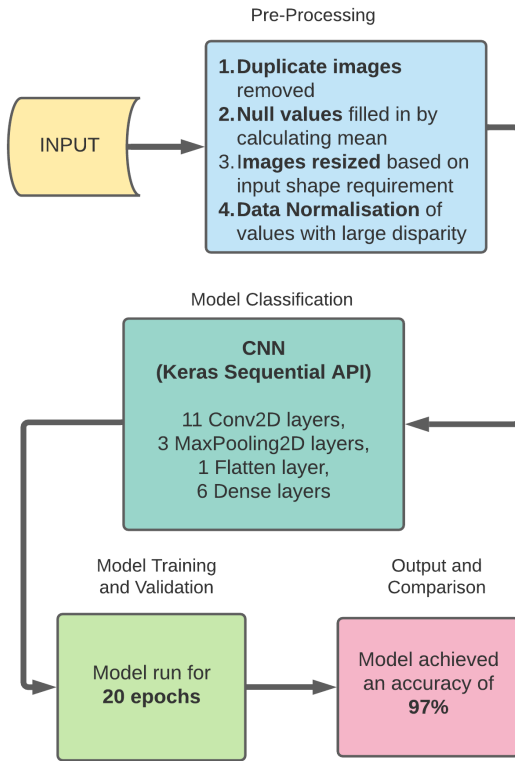 Pre-Processing
INPUT
1. Duplicate images
removed
2. Null values filled in by
calculating mean
3. Images resized based on
input shape requirement
4. Data Normalisation of
values with large disparity
Model Classification
CNN
(Keras Sequential API)
11 Conv2D layers,
3 MaxPooling2D layers,
1 Flatten layer,
6 Dense layers
Model Training
and Validation
Model run for
20 epochs
Output and
Comparison
Model achieved
an accuracy of
97%